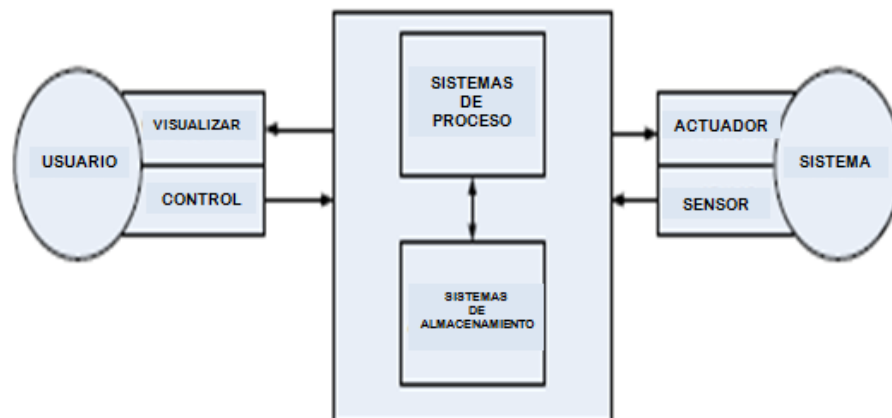 SISTEMAS
DE
PROCESO
VISUALIZAR
USUARIO
CONTROL
ACTUADOR
SISTEMA
SENSOR
SISTEMAS
DE
ALMACENAMIENTO